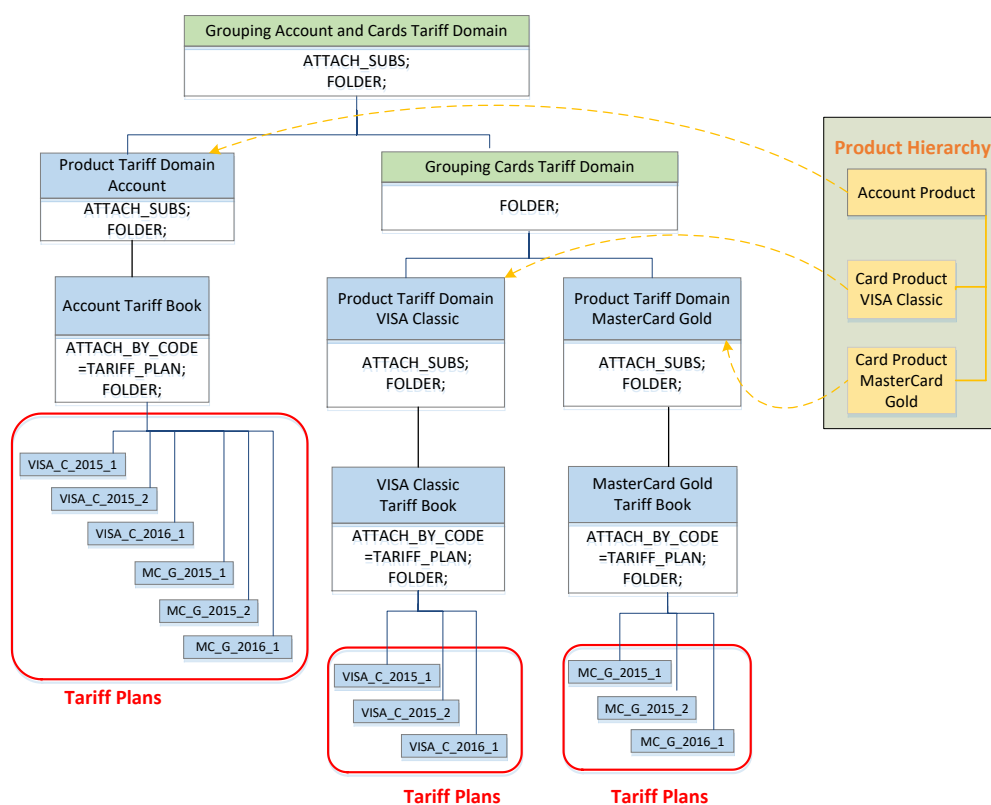 Grouping Account and Cards Tariff Domain
ATTACH_SUBS;
FOLDER;
Product Tariff Domain
Account
ATTACH_SUBS;
FOLDER;
Grouping Cards Tariff Domain
FOLDER;
Product Hierarchy
Account Product
Card Product
VISA Classic
Card Product
MasterCard
Gold
Account Tariff Book
ATTACH_BY_CODE
=TARIFF_PLAN;
FOLDER;
Product Tariff Domain
VISA Classic
ATTACH_SUBS;
FOLDER;
Product Tariff Domain
MasterCard Gold
ATTACH_SUBS;
FOLDER;
VISA_C_2015_1
VISA_C_2015_2
VISA_C_2016_1
MC_G_2015_1
MC_G_2015_2
MC_G_2016_1
Tariff Plans
VISA Classic
Tariff Book
ATTACH_BY_CODE
=TARIFF_PLAN;
FOLDER;
MasterCard Gold
Tariff Book
ATTACH_BY_CODE
=TARIFF_PLAN;
FOLDER;
VISA_C_2015_1
VISA_C_2015_2
VISA_C_2016_1
Tariff Plans
MC_G_2015_1
MC_G_2015_2
MC_G_2016_1
Tariff Plans